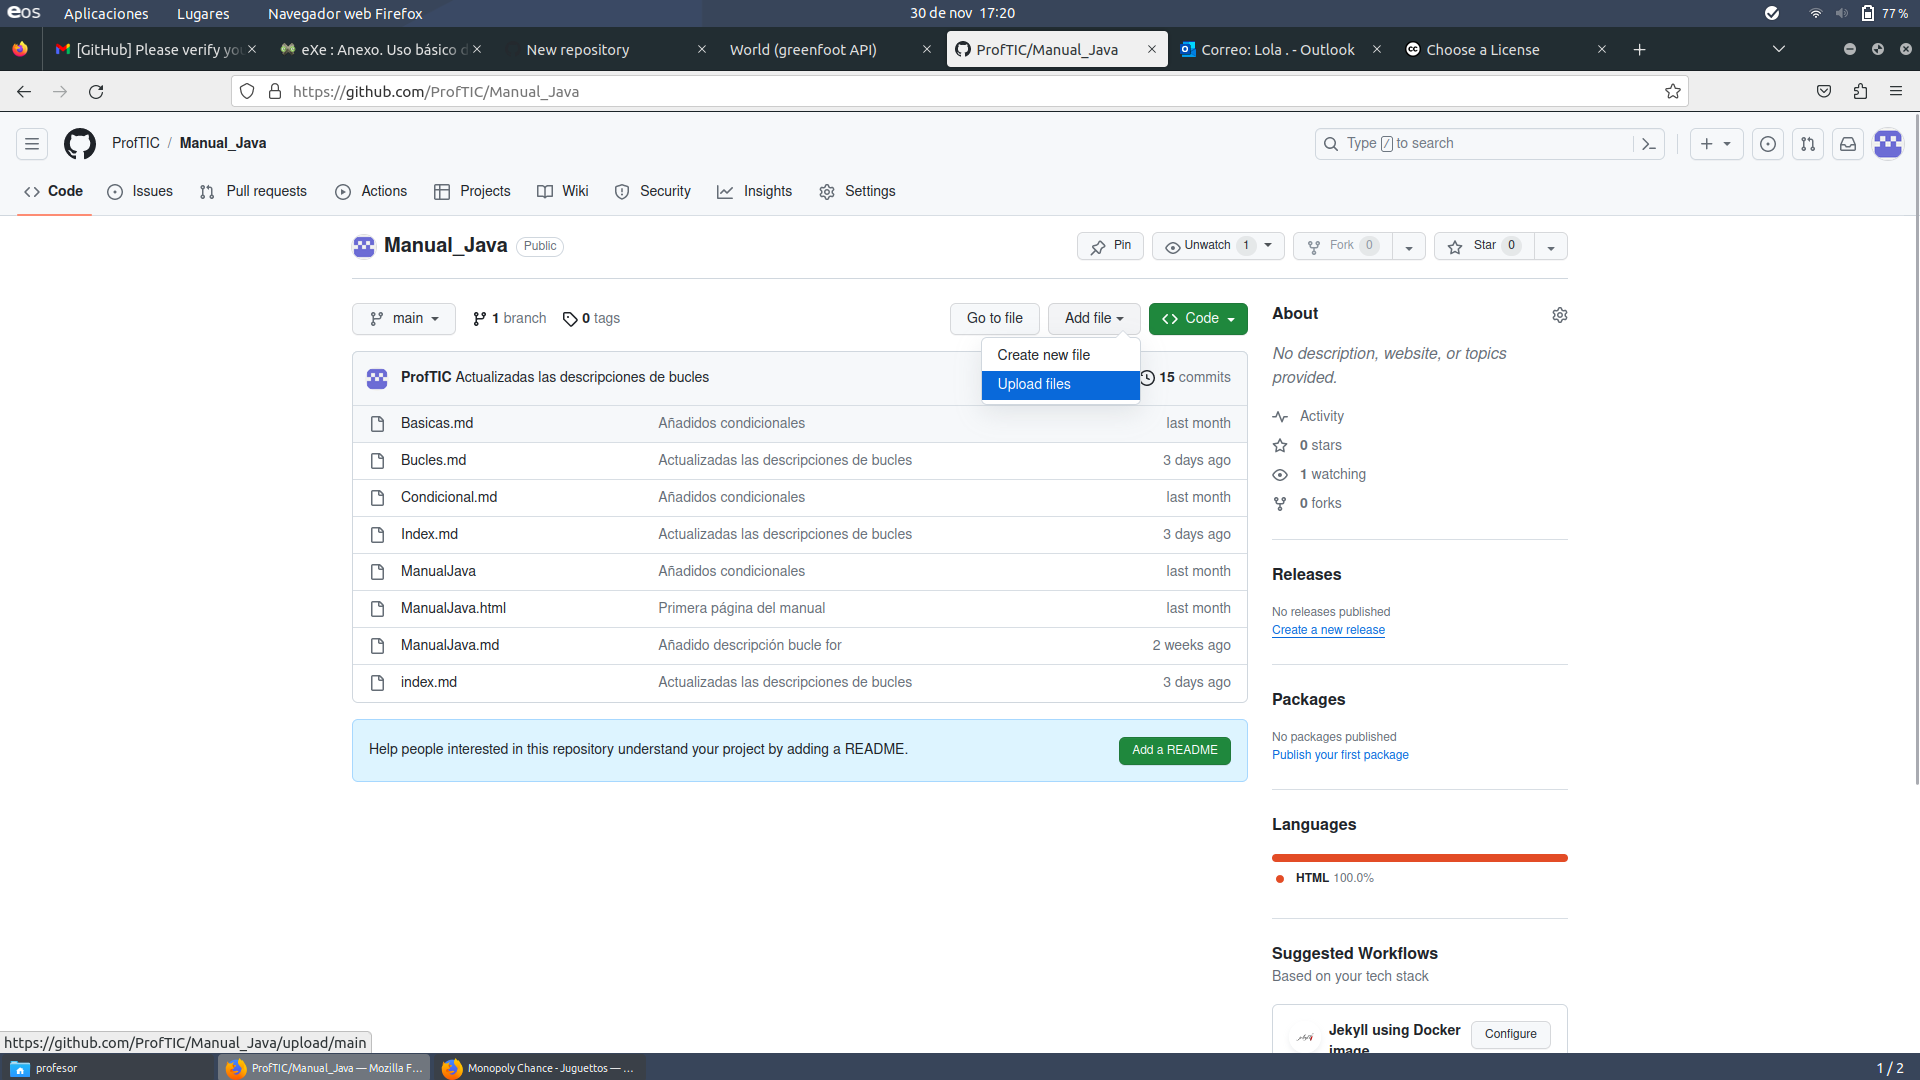 eos Aplicaciones Lugares Navegador web Firefox 30 de nov 17:20 77 %
[GitHub] Please verify you eXe : Anexo. Uso básico d New repository World (greenfoot API) ProfTIC/Manual_Java Correo: Lola . - Outlook Choose a License
https://github.com/ProfTIC/Manual_Java
ProfTIC / Manual_Java Type / to search
Code Issues Pull requests Actions Projects Wiki Security Insights Settings
Manual_Java Public Pin Unwatch 1 Fork 0 Star 0
main 1 branch 0 tags Go to file Add file Code
Create new file
Upload files
ProfTIC Actualizadas las descripciones de bucles 15 commits
Basicas.md Añadidos condicionales last month
Bucles.md Actualizadas las descripciones de bucles 3 days ago
Condicional.md Añadidos condicionales last month
Index.md Actualizadas las descripciones de bucles 3 days ago
ManualJava Añadidos condicionales last month
ManualJava.html Primera página del manual last month
ManualJava.md Añadido descripción bucle for 2 weeks ago
index.md Actualizadas las descripciones de bucles 3 days ago
Help people interested in this repository understand your project by adding a README. Add a README
About
No description, website, or topics
provided.
Activity
0 stars
1 watching
0 forks
Releases
No releases published
Create a new release
Packages
No packages published
Publish your first package
Languages
HTML 100.0%
Suggested Workflows
Based on your tech stack
Jekyll using Docker
image
Configure
https://github.com/ProfTIC/Manual_Java/upload/main
profesor ProfTIC/Manual_Java — Mozilla F... Monopoly Chance - Juguettos — ... 1 / 2